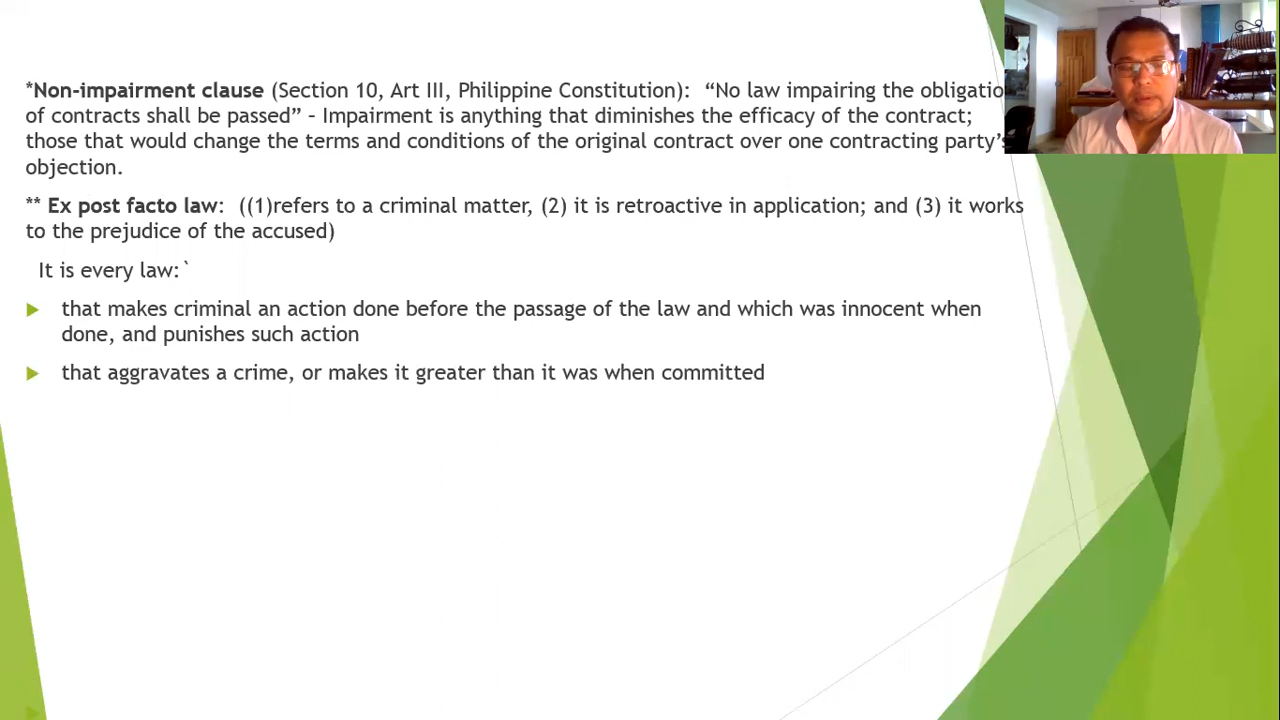 *Non-impairment clause (Section 10, Art III, Philippine Constitution): “No law impairing the obligatio
of contracts shall be passed” – Impairment is anything that diminishes the efficacy of the contract;
those that would change the terms and conditions of the original contract over one contracting party’s
objection.
** Ex post facto law: ((1)refers to a criminal matter, (2) it is retroactive in application; and (3) it works
to the prejudice of the accused)
It is every law:`
that makes criminal an action done before the passage of the law and which was innocent when
done, and punishes such action
that aggravates a crime, or makes it greater than it was when committed